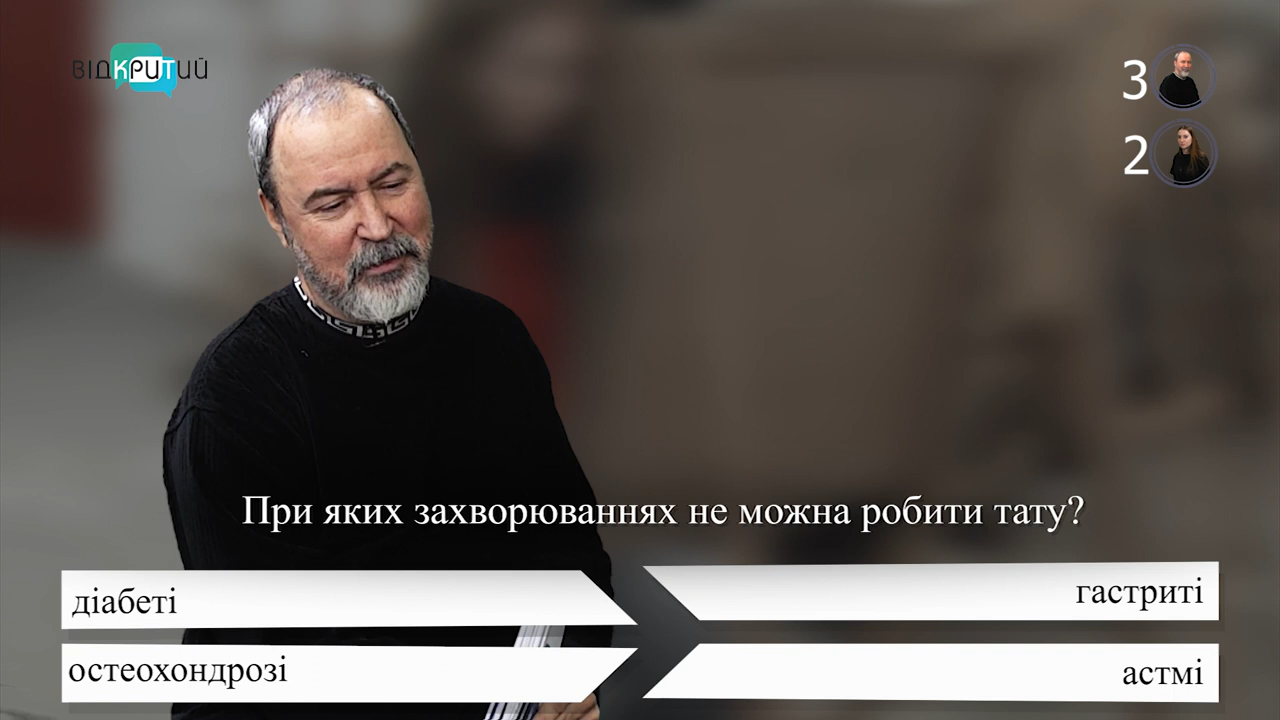 ВІДКРИТИЙ
3
2
При яких захворюваннях не можна робити тату?
діабеті
гастриті
остеохондрозі
астмі